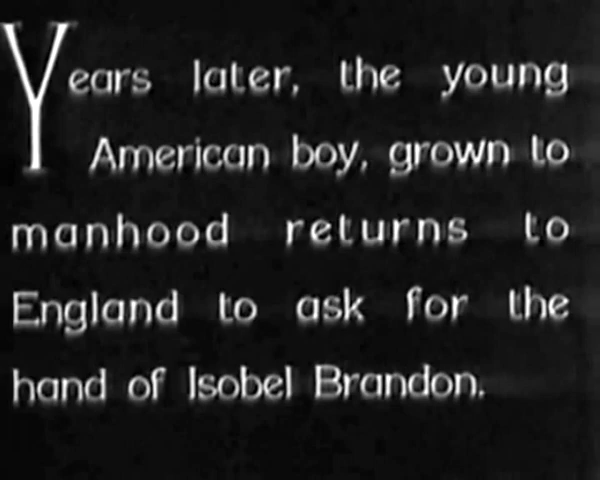 Years later, the young
American boy, grown to
manhood returns to
England to ask for the
hand of Isobel Brandon.